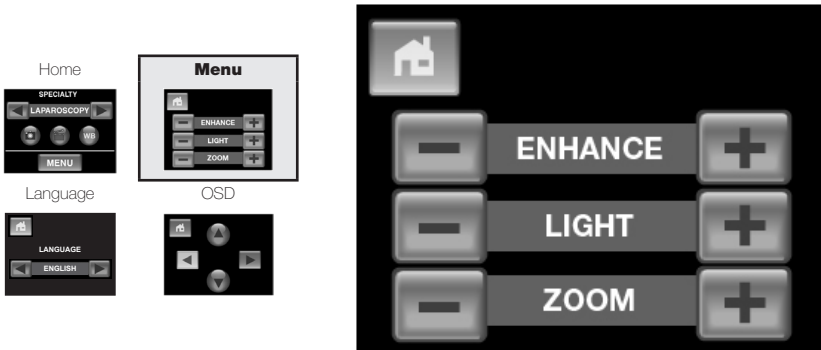 Home
SPECIALTY
LAPAROSCOPY
WB
MENU
Menu
ENHANCE
LIGHT
ZOOM
Language
LANGUAGE
ENGLISH
OSD
ENHANCE
LIGHT
ZOOM